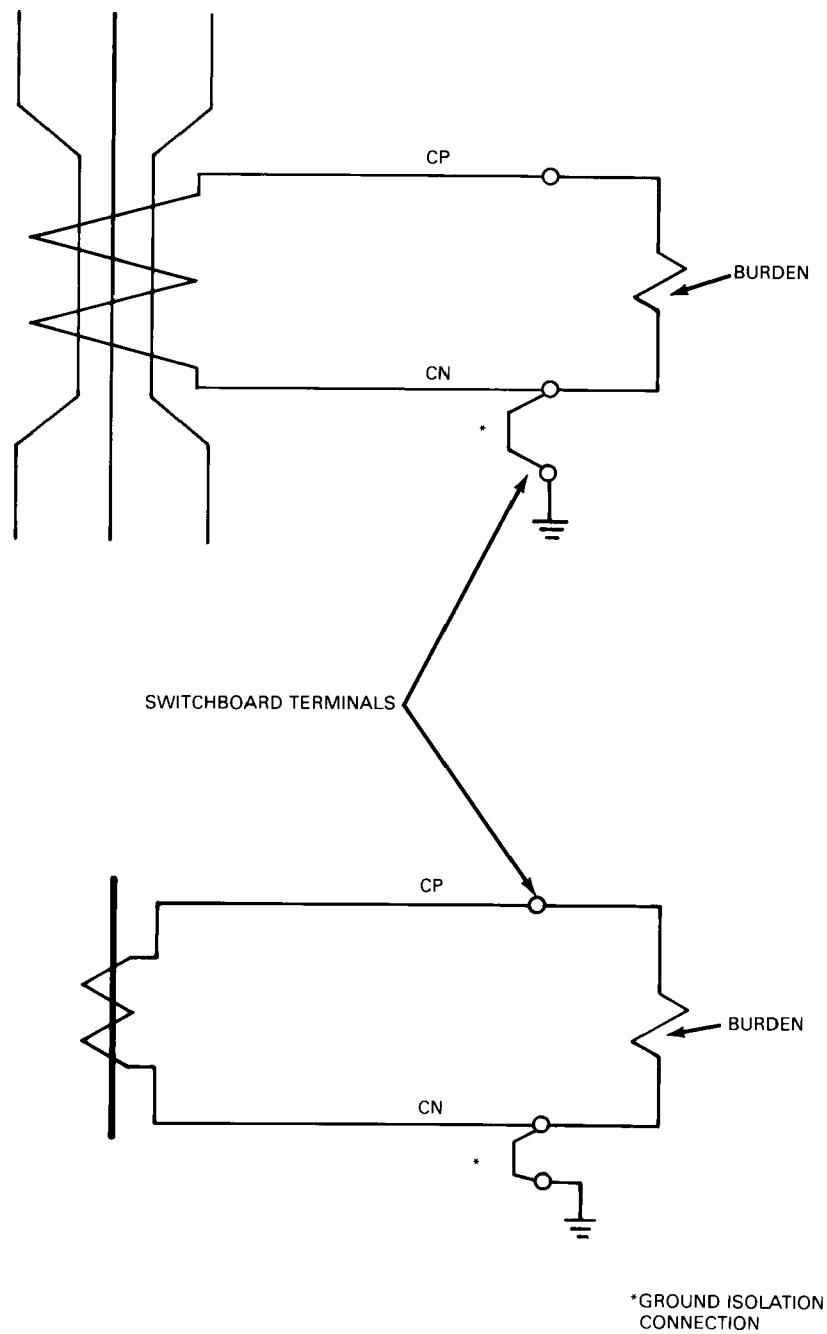 CP
BURDEN
CN
*
SWITCHBOARD TERMINALS
CP
BURDEN
CN
*
*GROUND ISOLATION
CONNECTION